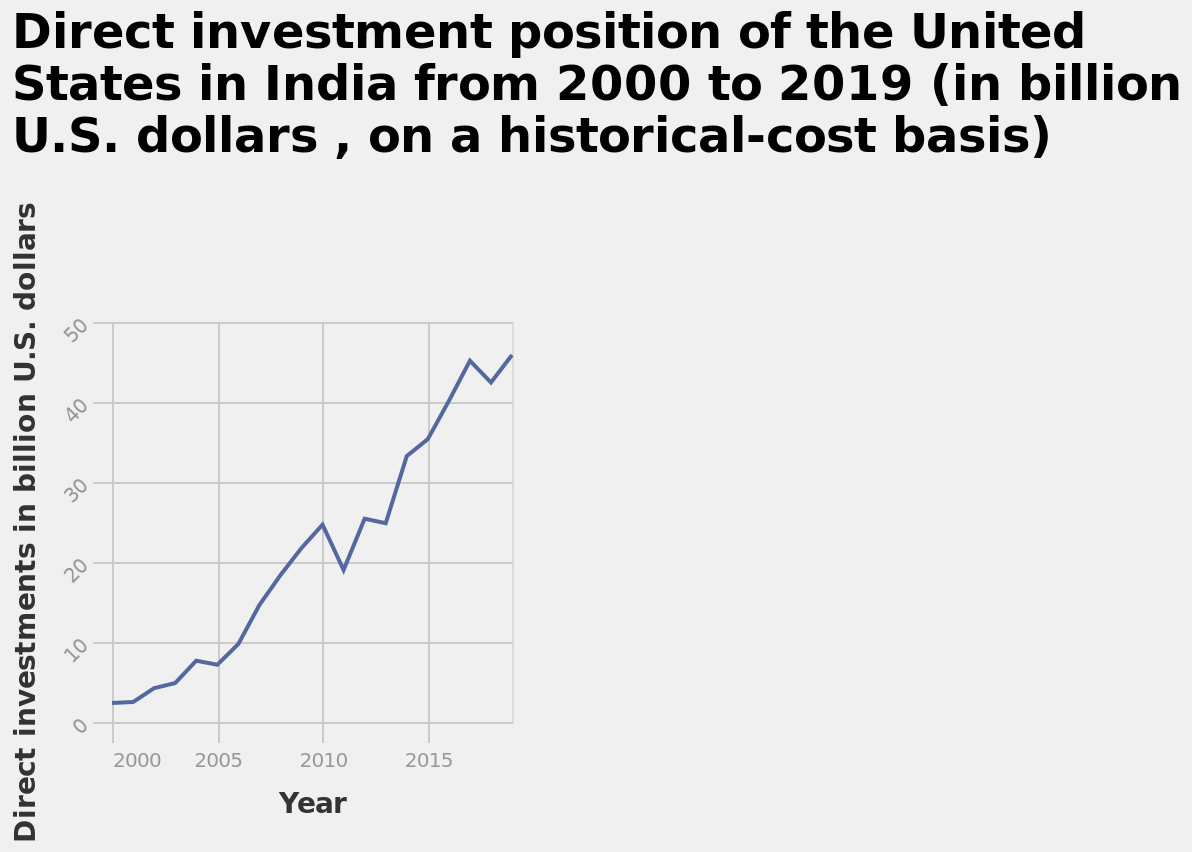 Direct investment position of the United
States in India from 2000 to 2019 (in billion
U.S. dollars , on a historical-cost basis)
Direct investments in billion U.S. dollars
50
40
30
20
10
0
2000 2005 2010 2015
Year